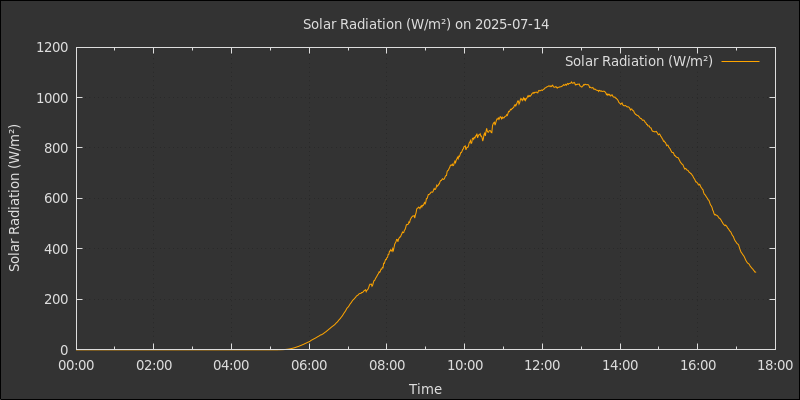 Solar Radiation (W/m²) on 2025-07-14
Solar Radiation (W/m²)
Solar Radiation (W/m²)
1200
1000
800
600
400
200
0
00:00 02:00 04:00 06:00 08:00 10:00 12:00 14:00 16:00 18:00
Time